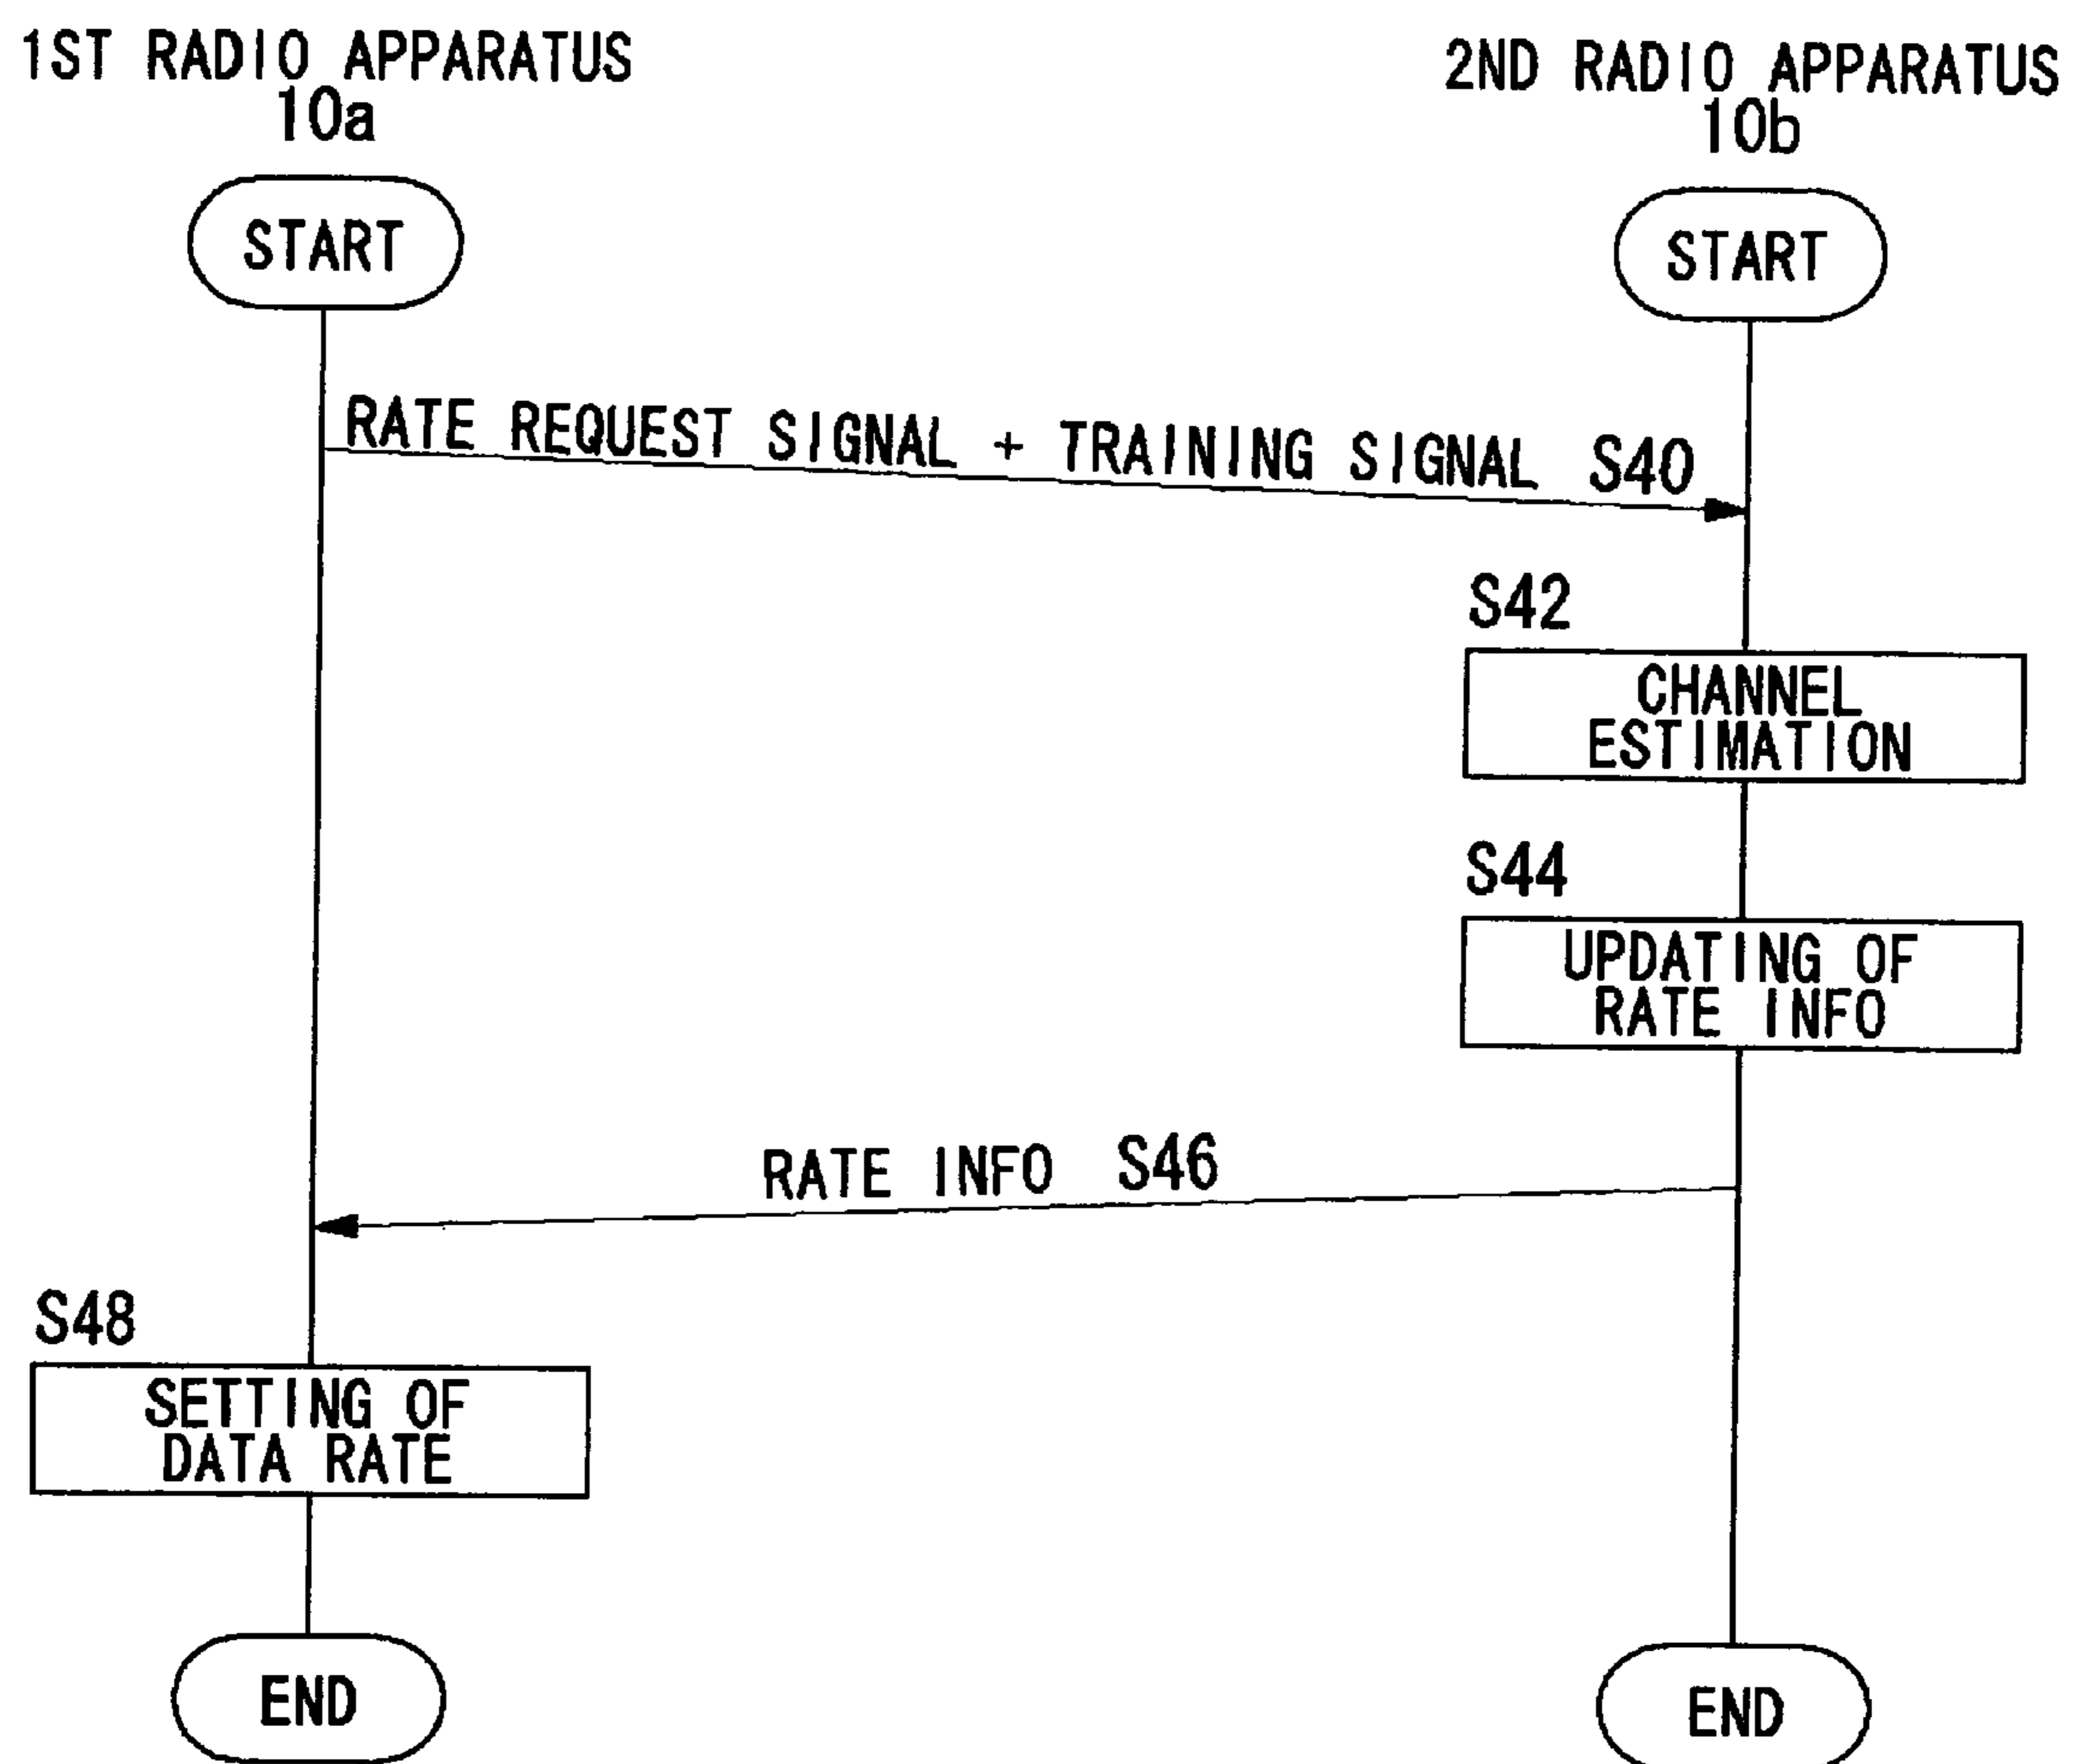 1ST RADIO APPARATUS
10a
2ND RADIO APPARATUS
10b
START
START
RATE REQUEST SIGNAL + TRAINING SIGNAL S40
S42
CHANNEL
ESTIMATION
S44
UPDATING OF
RATE INFO
RATE INFO S46
S48
SETTING OF
DATA RATE
END
END